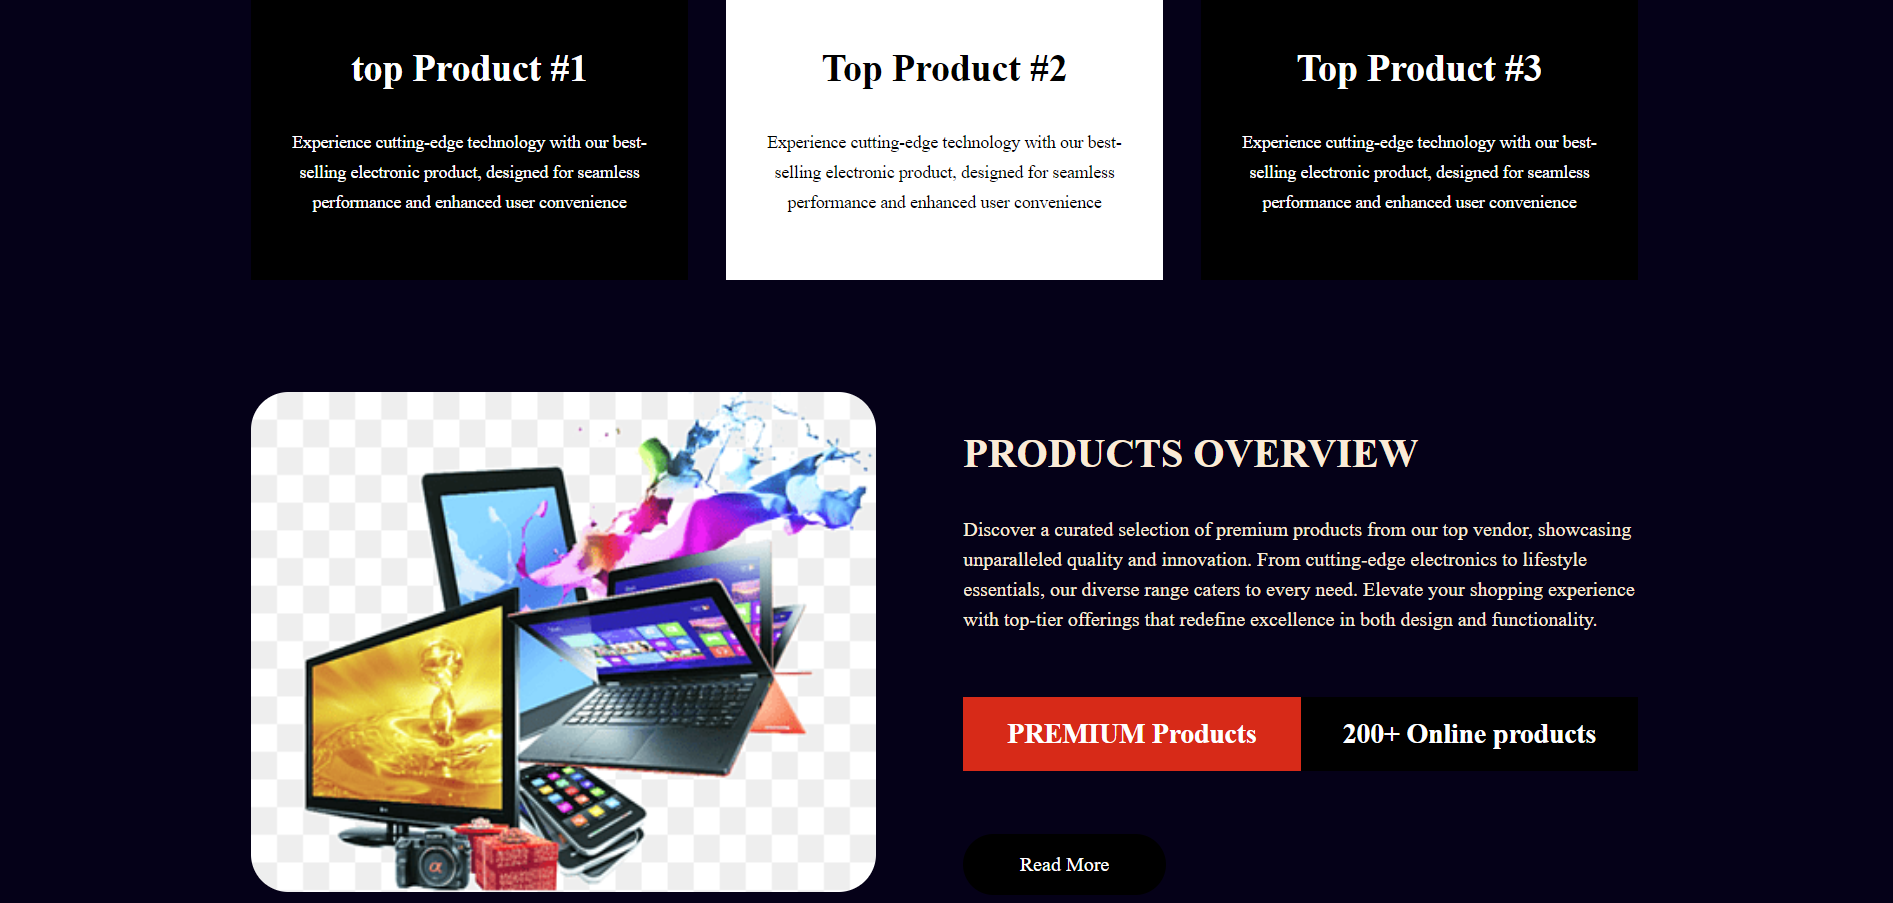 top Product #1
Experience cutting-edge technology with our best-
selling electronic product, designed for seamless
performance and enhanced user convenience
Top Product #2
Experience cutting-edge technology with our best-
selling electronic product, designed for seamless
performance and enhanced user convenience
Top Product #3
Experience cutting-edge technology with our best-
selling electronic product, designed for seamless
performance and enhanced user convenience
PRODUCTS OVERVIEW
Discover a curated selection of premium products from our top vendor, showcasing
unparalleled quality and innovation. From cutting-edge electronics to lifestyle
essentials, our diverse range caters to every need. Elevate your shopping experience
with top-tier offerings that redefine excellence in both design and functionality.
PREMIUM Products
200+ Online products
Read More
Start
α